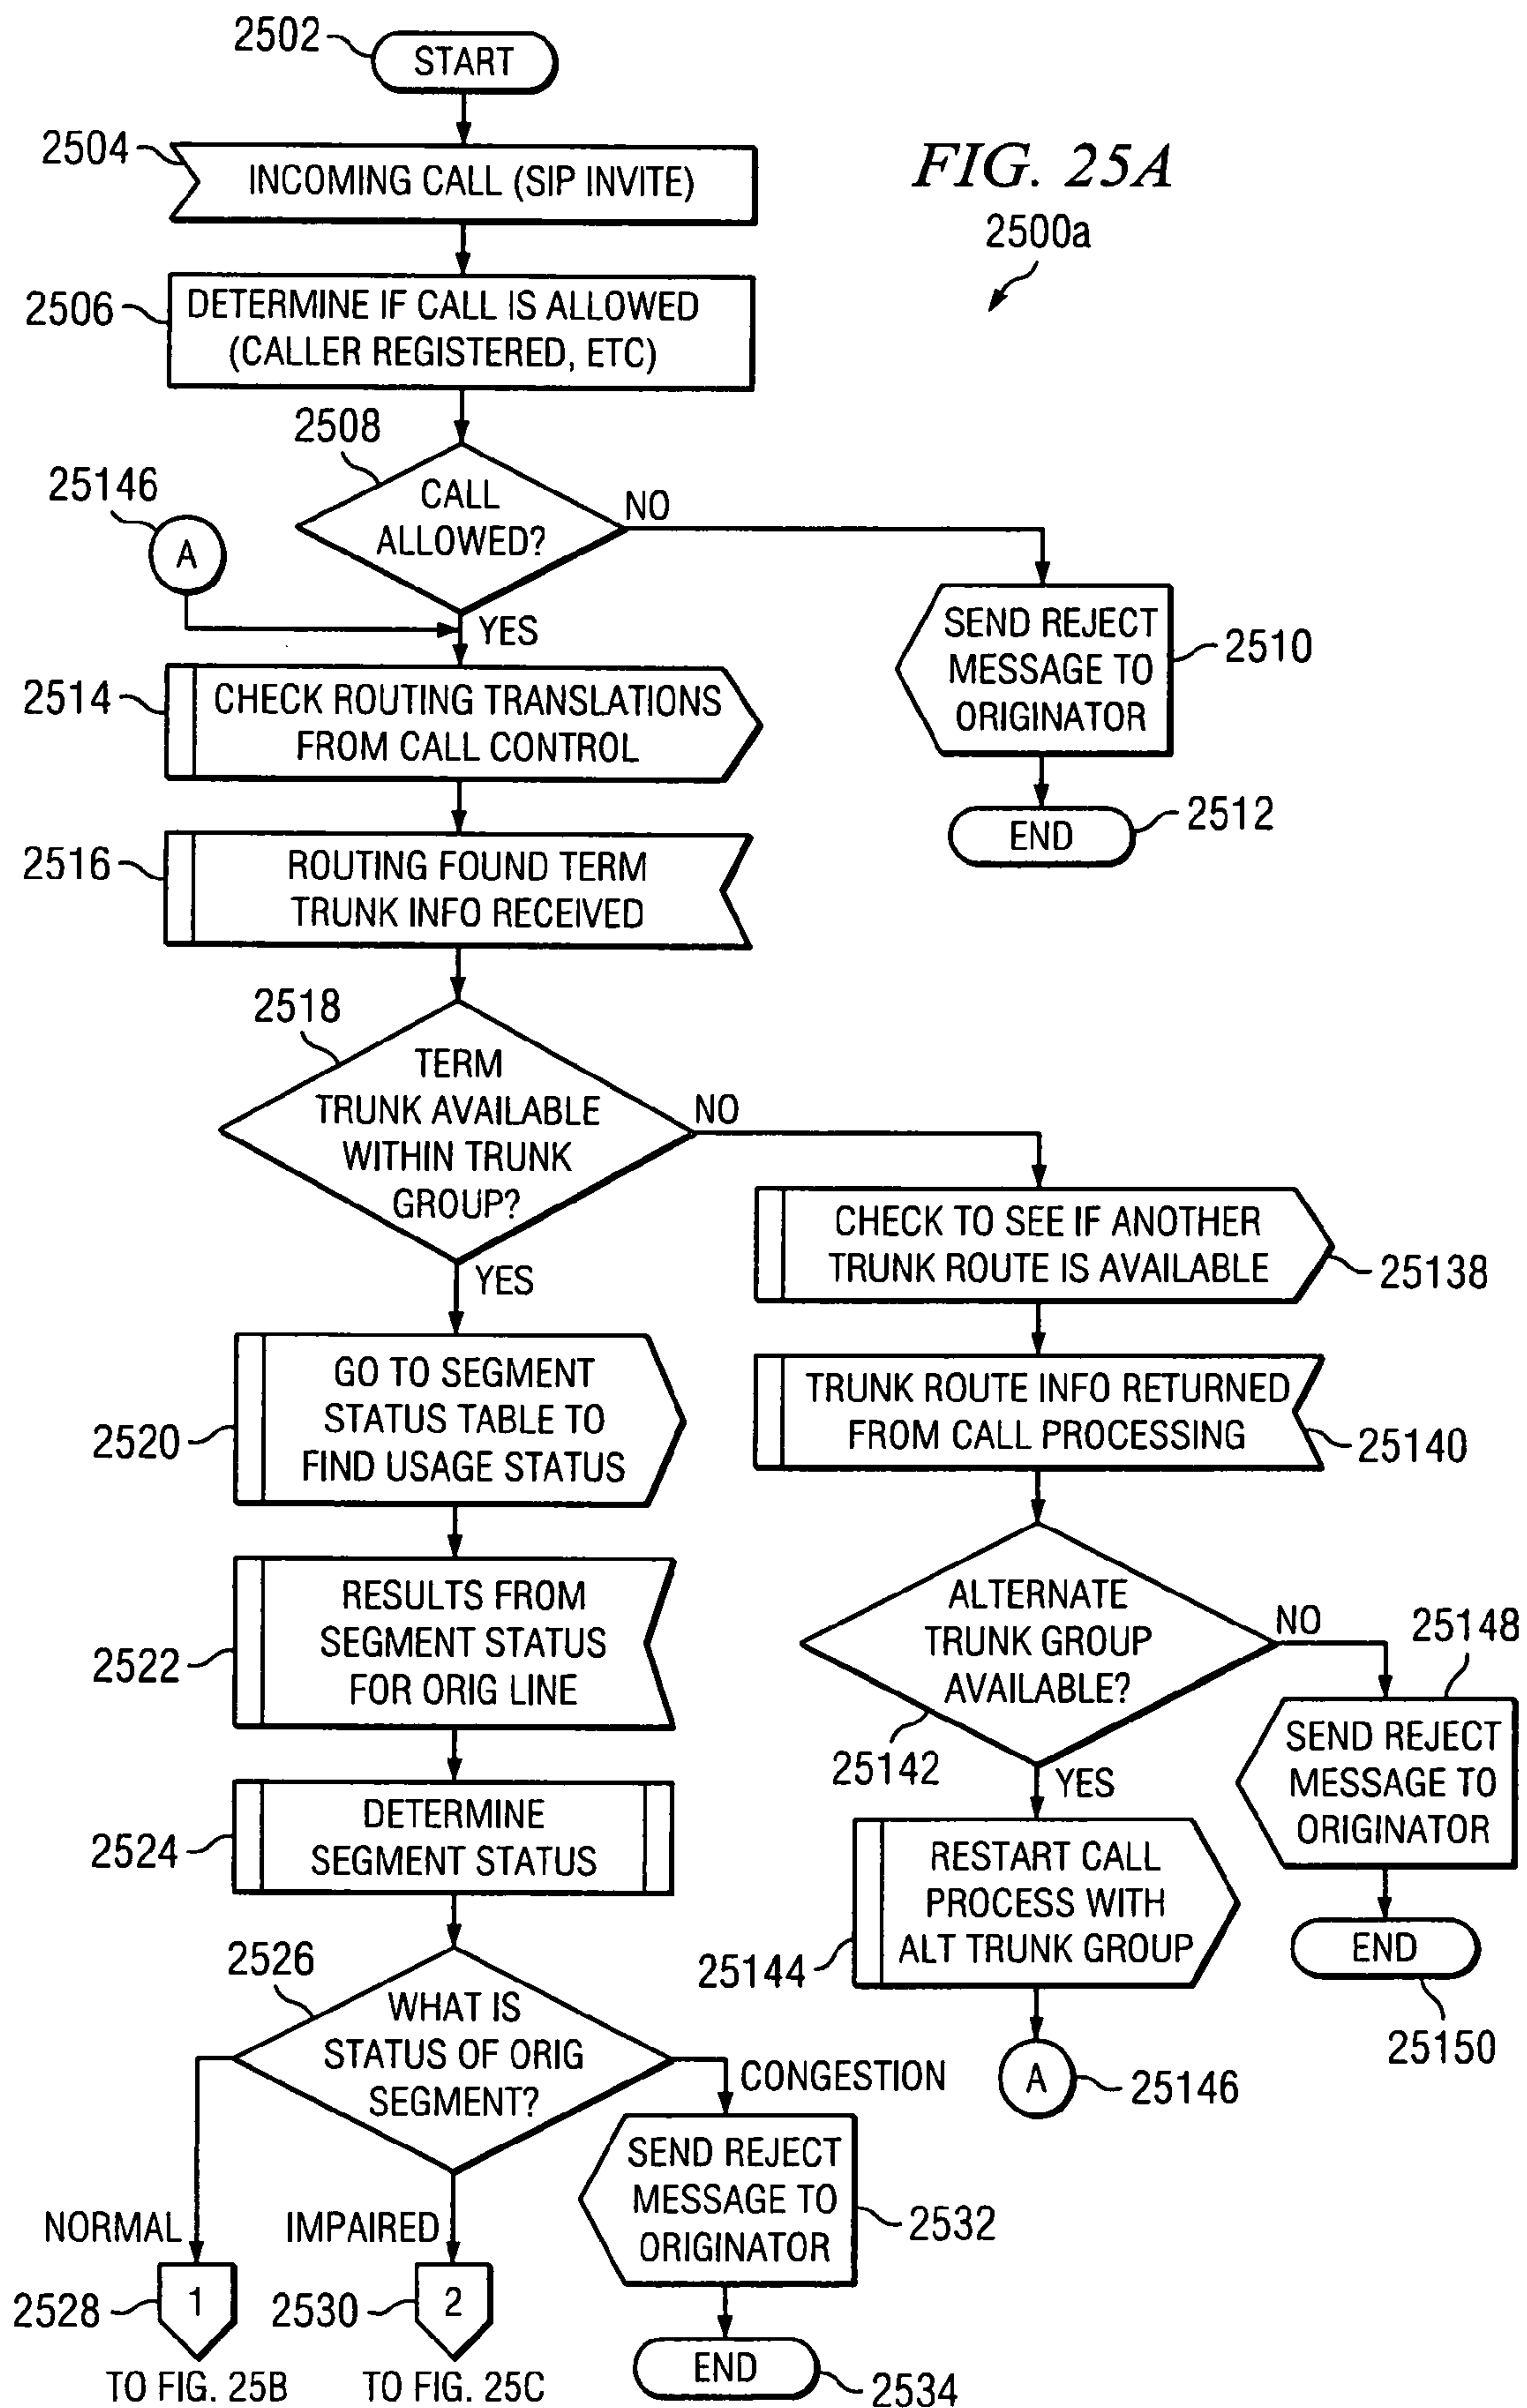 2502
START
2504
INCOMING CALL (SIP INVITE)
FIG. 25A
2500a
2506
DETERMINE IF CALL IS ALLOWED
(CALLER REGISTERED, ETC)
2508
CALL
ALLOWED?
NO
25146
A
YES
SEND REJECT
MESSAGE TO
ORIGINATOR
2510
END
2512
2514
CHECK ROUTING TRANSLATIONS
FROM CALL CONTROL
2516
ROUTING FOUND TERM
TRUNK INFO RECEIVED
2518
TERM
TRUNK AVAILABLE
WITHIN TRUNK
GROUP?
NO
YES
CHECK TO SEE IF ANOTHER
TRUNK ROUTE IS AVAILABLE
25138
TRUNK ROUTE INFO RETURNED
FROM CALL PROCESSING
25140
2520
GO TO SEGMENT
STATUS TABLE TO
FIND USAGE STATUS
2522
RESULTS FROM
SEGMENT STATUS
FOR ORIG LINE
ALTERNATE
TRUNK GROUP
AVAILABLE?
25142
NO
YES
25148
SEND REJECT
MESSAGE TO
ORIGINATOR
END
25150
2524
DETERMINE
SEGMENT STATUS
25144
RESTART CALL
PROCESS WITH
ALT TRUNK GROUP
A
25146
2526
WHAT IS
STATUS OF ORIG
SEGMENT?
CONGESTION
NORMAL
IMPAIRED
SEND REJECT
MESSAGE TO
ORIGINATOR
2532
2528
1
TO FIG. 25B
2530
2
TO FIG. 25C
END
2534